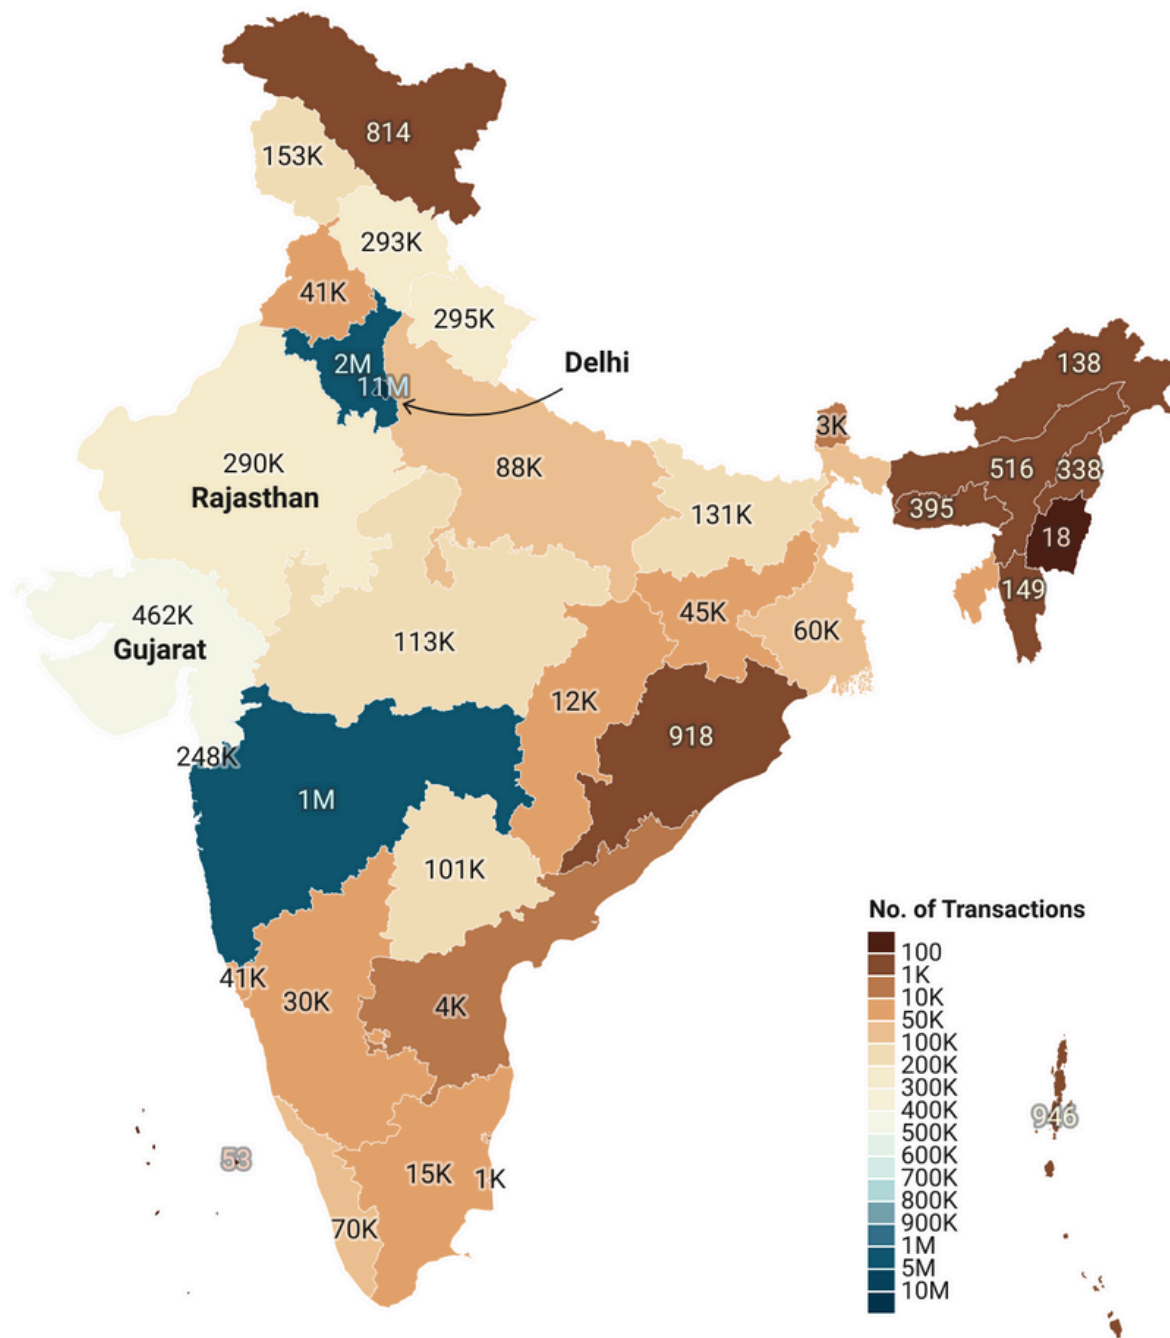 814
153K
293K
41K
295K
2M
11M
Delhi
138
3K
290K
Rajasthan
88K
516
338
131K
395
18
462K
Gujarat
149
45K
113K
60K
12K
918
248K
1M
101K
No. of Transactions
100
1K
10K
50K
100K
200K
300K
400K
500K
600K
700K
800K
900K
1M
5M
10M
41K
30K
4K
946
53
15K
1K
70K